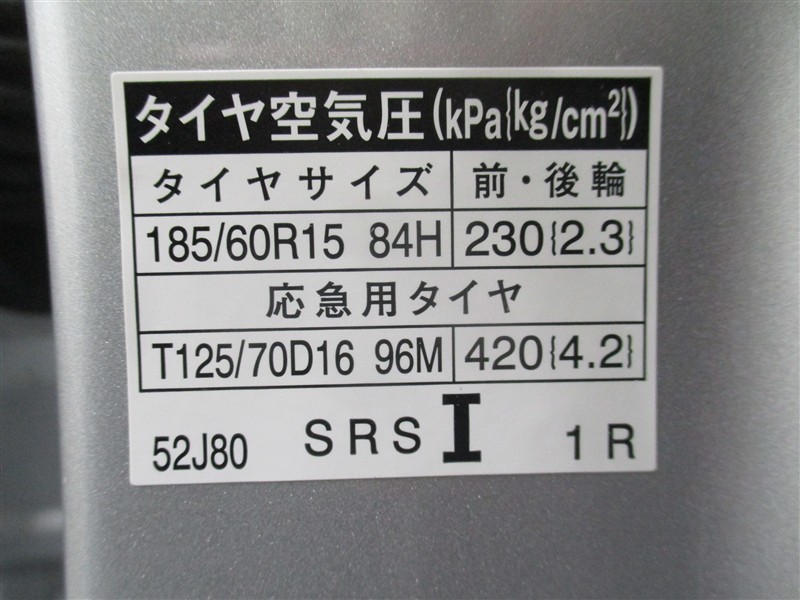 タイヤ空気圧(kPa{kg/cm²})
タイヤサイズ 前・後輪
185/60R15 84H 230{2.3}
応急用タイヤ
T125/70D16 96M 420{4.2}
52J80 SRS I 1R